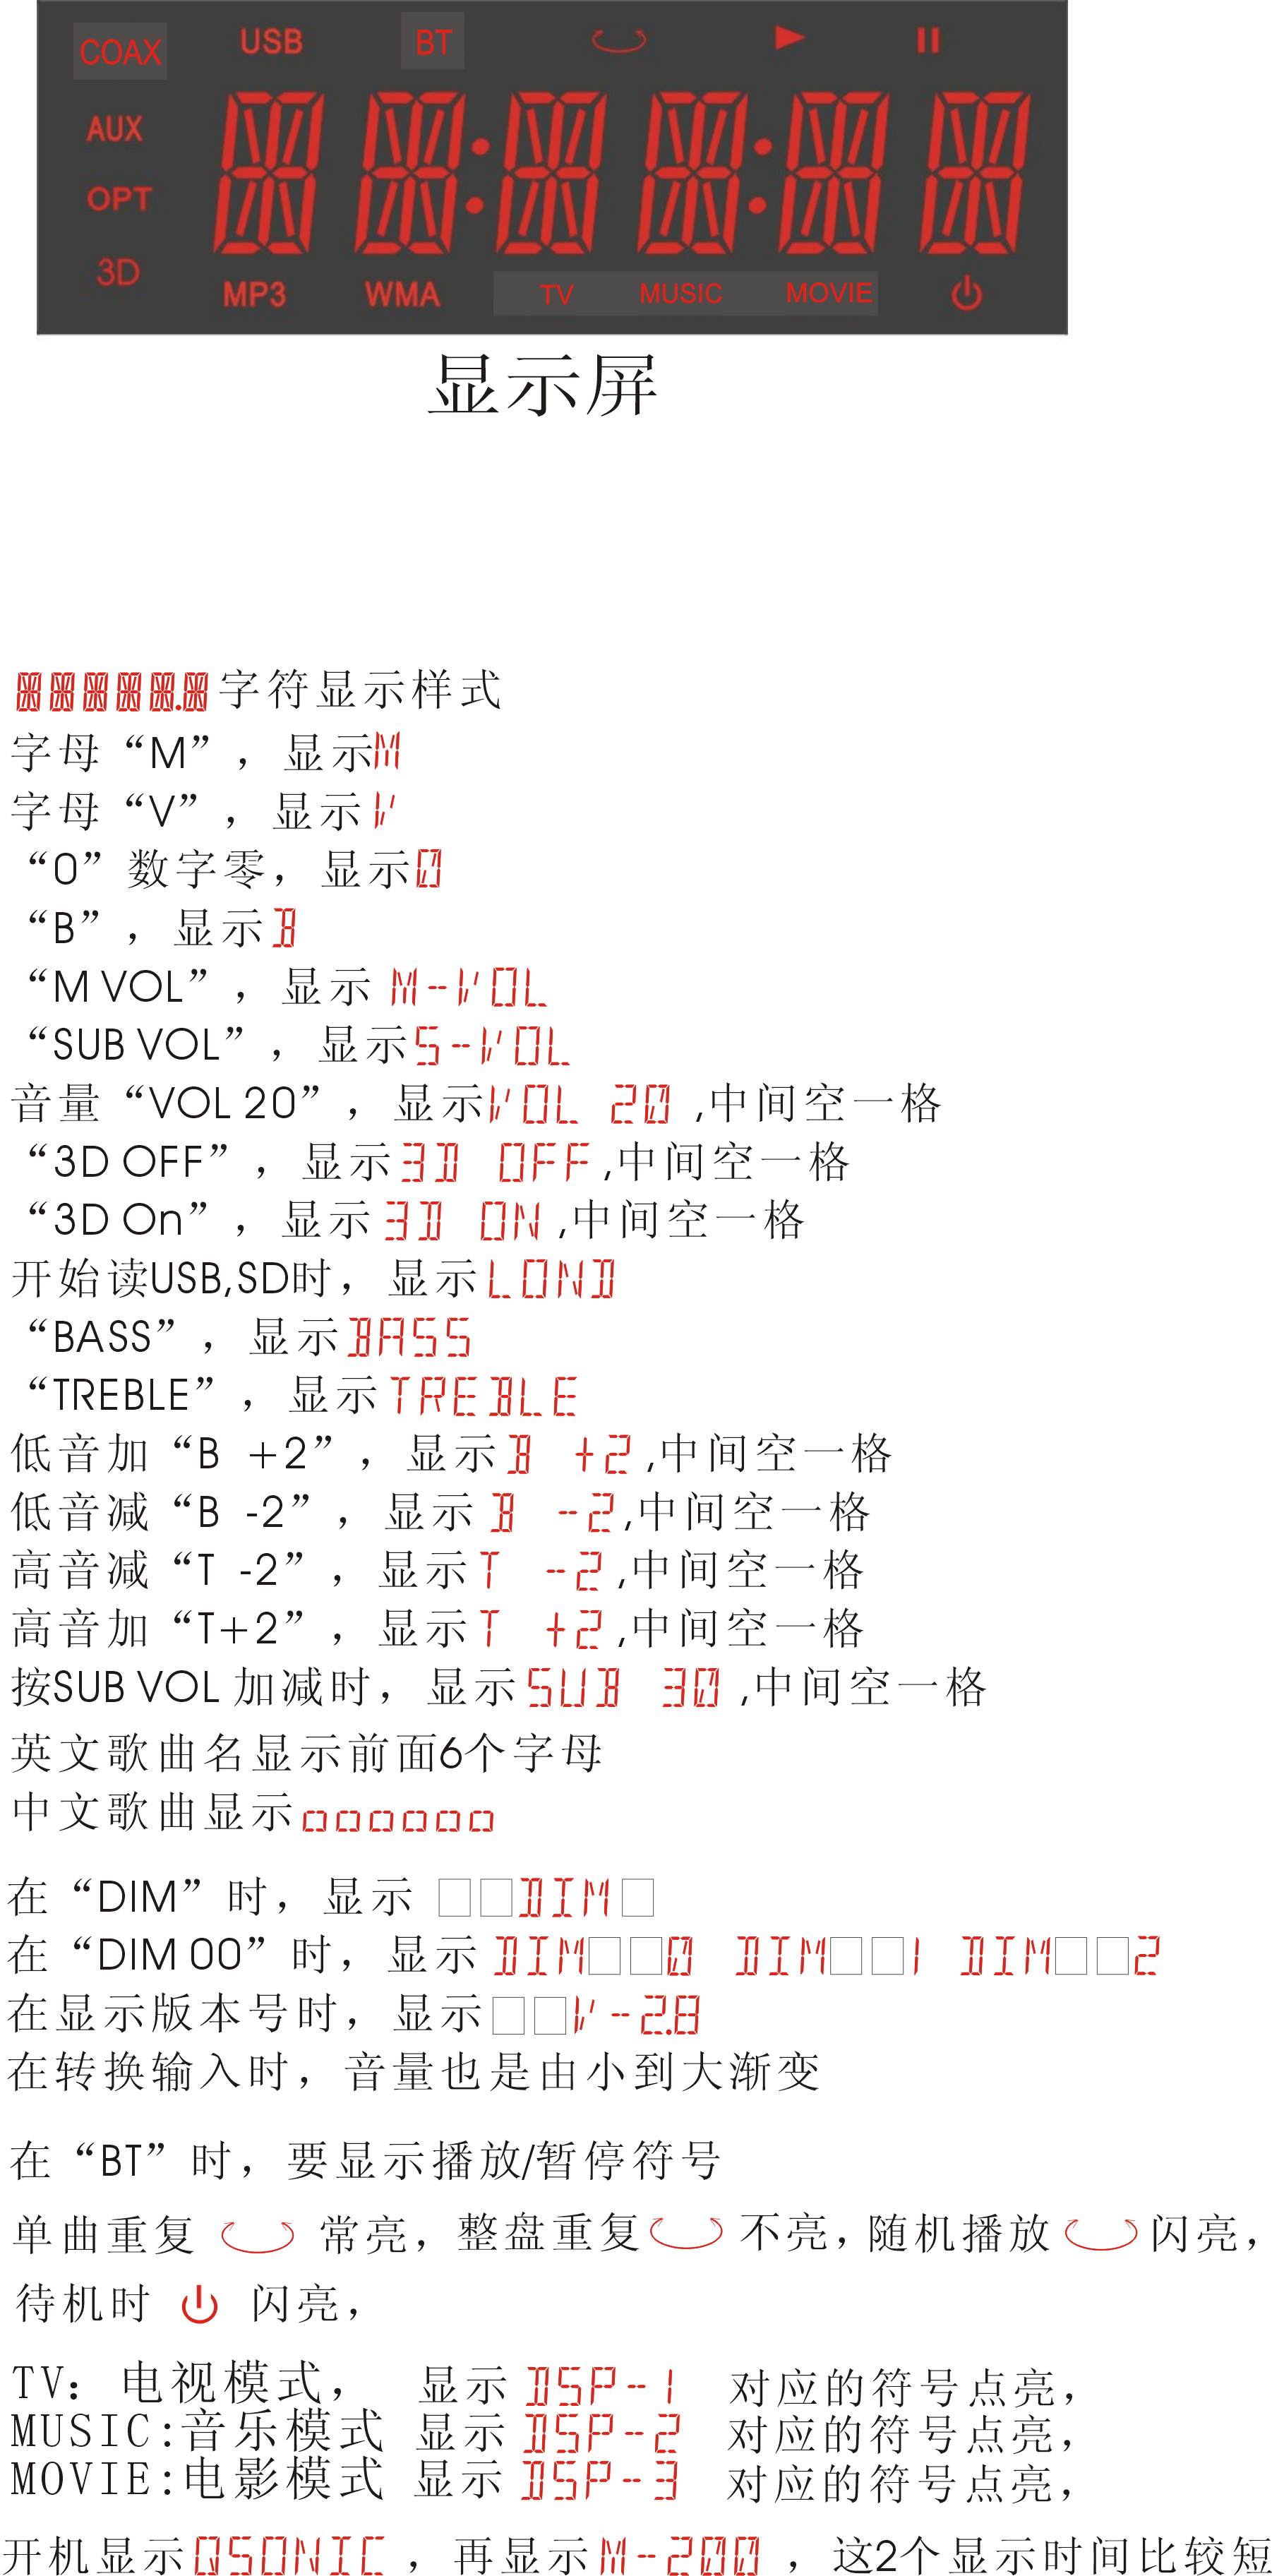 COAX USB BT
AUX
OPT
3D
MP3 WMA TV MUSIC MOVIE
显示屏
字符显示样式
字母“M”，显示M
字母“V”，显示V
“0”数字零，显示0
“B”，显示B
“M VOL”，显示 M-VOL
“SUB VOL”，显示S-VOL
音量“VOL 20”，显示VOL 20 ,中间空一格
“3D OFF”，显示3D OFF,中间空一格
“3D On”，显示3D ON,中间空一格
开始读USB,SD时，显示LOND
“BASS”，显示BASS
“TREBLE”，显示TREBLE
低音加“B +2”，显示B +2,中间空一格
低音减“B -2”，显示B -2,中间空一格
高音减“T -2”，显示T -2,中间空一格
高音加“T+2”，显示T +2,中间空一格
按SUB VOL 加减时，显示SUB 30 ,中间空一格
英文歌曲名显示前面6个字母
中文歌曲显示oooooo
在“DIM”时，显示 □□DIM□
在“DIM 00”时，显示 DIM□□0 DIM□□1 DIM□□2
在显示版本号时，显示□□V-2.8
在转换输入时，音量也是由小到大渐变
在“BT”时，要显示播放/暂停符号
单曲重复 常亮，整盘重复 不亮，随机播放 闪亮，
待机时 闪亮，
TV：电视模式， 显示 DSP-1 对应的符号点亮，
MUSIC:音乐模式 显示 DSP-2 对应的符号点亮，
MOVIE:电影模式 显示 DSP-3 对应的符号点亮，
开机显示QSONIC ，再显示M-200 ，这2个显示时间比较短